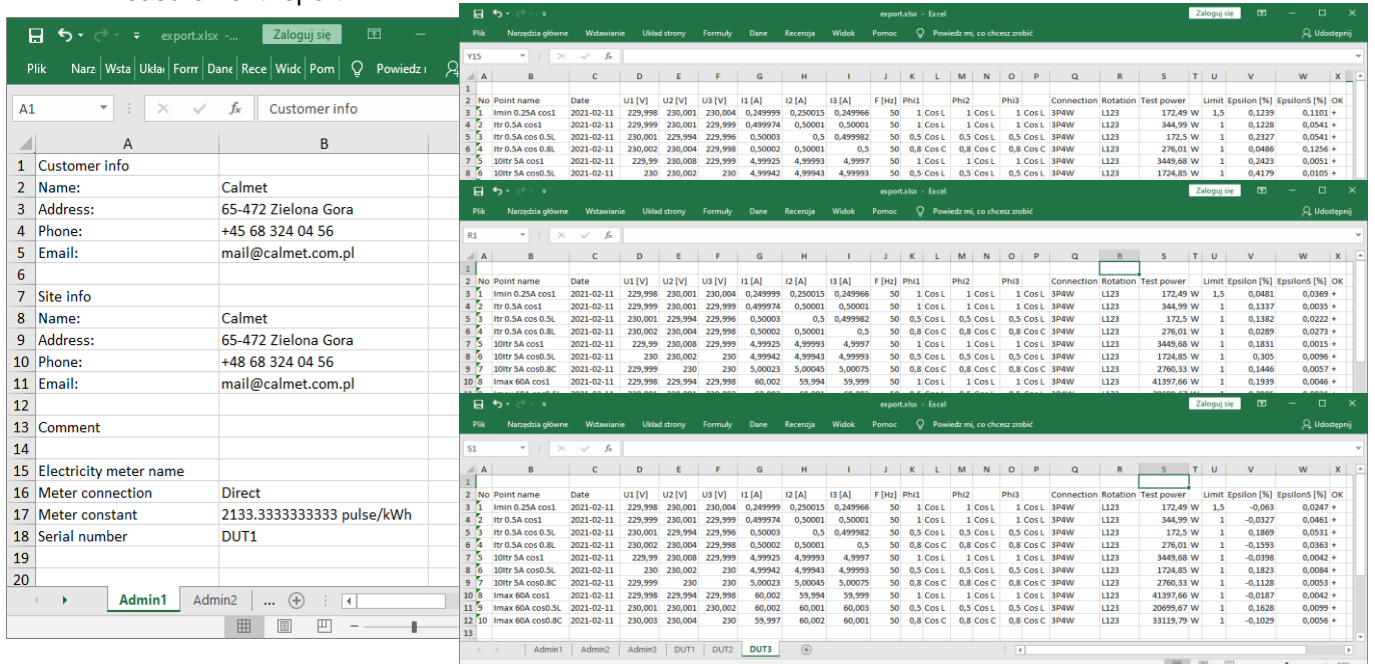 export.xlsx -... Zaloguj się
Plik Narz Wsta Ukła Form Dane Rece Widc Pom Powiedz
A1 fx Customer info
A B
1 Customer info
2 Name: Calmet
3 Address: 65-472 Zielona Gora
4 Phone: +45 68 324 04 56
5 Email: mail@calmet.com.pl
6
7 Site info
8 Name: Calmet
9 Address: 65-472 Zielona Gora
10 Phone: +48 68 324 04 56
11 Email: mail@calmet.com.pl
12
13 Comment
14
15 Electricity meter name
16 Meter connection Direct
17 Meter constant 2133.3333333333 pulse/kWh
18 Serial number DUT1
19
20
Admin1 Admin2 ...
export.xlsx - Excel Zaloguj się
Plik Narzędzia główne Wstawianie Układ strony Formuły Dane Recenzja Widok Pomoc Powiedz mi, co chcesz zrobić Udostępnij
Y15 fx
A B C D E F G H I J K L M N O P Q R S T U V W X
1
2 No Point name Date U1 [V] U2 [V] U3 [V] I1 [A] I2 [A] I3 [A] F [Hz] Phi1 Phi2 Phi3 Connection Rotation Test power Limit Epsilon [%] EpsilonS [%] OK
3 1 Imin 0.25A cos1 2021-02-11 229,998 230,001 230,004 0,249999 0,250015 0,249966 50 1 Cos L 1 Cos L 1 Cos L 3P4W L123 172,49 W 1,5 0,1239 0,1101 +
4 2 Itr 0.5A cos1 2021-02-11 229,999 230,001 229,999 0,499974 0,50001 0,50001 50 1 Cos L 1 Cos L 1 Cos L 3P4W L123 344,99 W 1 0,1228 0,0541 +
5 3 Itr 0.5A cos 0.5L 2021-02-11 230,001 229,994 229,996 0,50003 0,5 0,499982 50 0,5 Cos L 0,5 Cos L 0,5 Cos L 3P4W L123 172,5 W 1 0,2327 0,0541 +
6 4 Itr 0.5A cos 0.8L 2021-02-11 230,002 230,004 229,998 0,50002 0,50001 0,5 50 0,8 Cos C 0,8 Cos C 0,8 Cos C 3P4W L123 276,01 W 1 0,0486 0,1256 +
7 5 10Itr 5A cos1 2021-02-11 229,99 230,008 229,999 4,99925 4,99993 4,9997 50 1 Cos L 1 Cos L 1 Cos L 3P4W L123 3449,68 W 1 0,2423 0,0051 +
8 6 10Itr 5A cos0.5L 2021-02-11 230 230,002 230 4,99942 4,99943 4,99993 50 0,5 Cos L 0,5 Cos L 0,5 Cos L 3P4W L123 1724,85 W 1 0,4179 0,0105 +
export.xlsx - Excel Zaloguj się
Plik Narzędzia główne Wstawianie Układ strony Formuły Dane Recenzja Widok Pomoc Powiedz mi, co chcesz zrobić Udostępnij
R1 fx
A B C D E F G H I J K L M N O P Q R S T U V W X
1
2 No Point name Date U1 [V] U2 [V] U3 [V] I1 [A] I2 [A] I3 [A] F [Hz] Phi1 Phi2 Phi3 Connection Rotation Test power Limit Epsilon [%] EpsilonS [%] OK
3 1 Imin 0.25A cos1 2021-02-11 229,998 230,001 230,004 0,249999 0,250015 0,249966 50 1 Cos L 1 Cos L 1 Cos L 3P4W L123 172,49 W 1,5 0,0481 0,0369 +
4 2 Itr 0.5A cos1 2021-02-11 229,999 230,001 229,999 0,499974 0,50001 0,50001 50 1 Cos L 1 Cos L 1 Cos L 3P4W L123 344,99 W 1 0,1337 0,0035 +
5 3 Itr 0.5A cos 0.5L 2021-02-11 230,001 229,994 229,996 0,50003 0,5 0,499982 50 0,5 Cos L 0,5 Cos L 0,5 Cos L 3P4W L123 172,5 W 1 0,1382 0,0222 +
6 4 Itr 0.5A cos 0.8L 2021-02-11 230,002 230,004 229,998 0,50002 0,50001 0,5 50 0,8 Cos C 0,8 Cos C 0,8 Cos C 3P4W L123 276,01 W 1 0,0289 0,0273 +
7 5 10Itr 5A cos1 2021-02-11 229,99 230,008 229,999 4,99925 4,99993 4,9997 50 1 Cos L 1 Cos L 1 Cos L 3P4W L123 3449,68 W 1 0,1831 0,0015 +
8 6 10Itr 5A cos0.5L 2021-02-11 230 230,002 230 4,99942 4,99943 4,99993 50 0,5 Cos L 0,5 Cos L 0,5 Cos L 3P4W L123 1724,85 W 1 0,305 0,0096 +
9 7 10Itr 5A cos0.8C 2021-02-11 229,999 230 230 5,00023 5,00045 5,00075 50 0,8 Cos C 0,8 Cos C 0,8 Cos C 3P4W L123 2760,33 W 1 0,1446 0,0057 +
10 8 Imax 60A cos1 2021-02-11 229,998 229,994 229,998 60,002 59,994 59,999 50 1 Cos L 1 Cos L 1 Cos L 3P4W L123 41397,66 W 1 0,1939 0,0046 +
export.xlsx - Excel Zaloguj się
Plik Narzędzia główne Wstawianie Układ strony Formuły Dane Recenzja Widok Pomoc Powiedz mi, co chcesz zrobić Udostępnij
S1 fx
A B C D E F G H I J K L M N O P Q R S T U V W X
1
2 No Point name Date U1 [V] U2 [V] U3 [V] I1 [A] I2 [A] I3 [A] F [Hz] Phi1 Phi2 Phi3 Connection Rotation Test power Limit Epsilon [%] EpsilonS [%] OK
3 1 Imin 0.25A cos1 2021-02-11 229,998 230,001 230,004 0,249999 0,250015 0,249966 50 1 Cos L 1 Cos L 1 Cos L 3P4W L123 172,49 W 1,5 -0,063 0,0247 +
4 2 Itr 0.5A cos1 2021-02-11 229,999 230,001 229,999 0,499974 0,50001 0,50001 50 1 Cos L 1 Cos L 1 Cos L 3P4W L123 344,99 W 1 -0,0327 0,0461 +
5 3 Itr 0.5A cos 0.5L 2021-02-11 230,001 229,994 229,996 0,50003 0,5 0,499982 50 0,5 Cos L 0,5 Cos L 0,5 Cos L 3P4W L123 172,5 W 1 0,1869 0,0531 +
6 4 Itr 0.5A cos 0.8L 2021-02-11 230,002 230,004 229,998 0,50002 0,50001 0,5 50 0,8 Cos C 0,8 Cos C 0,8 Cos C 3P4W L123 276,01 W 1 -0,1593 0,0363 +
7 5 10Itr 5A cos1 2021-02-11 229,99 230,008 229,999 4,99925 4,99993 4,9997 50 1 Cos L 1 Cos L 1 Cos L 3P4W L123 3449,68 W 1 -0,0398 0,0042 +
8 6 10Itr 5A cos0.5L 2021-02-11 230 230,002 230 4,99942 4,99943 4,99993 50 0,5 Cos L 0,5 Cos L 0,5 Cos L 3P4W L123 1724,85 W 1 0,1823 0,0084 +
9 7 10Itr 5A cos0.8C 2021-02-11 229,999 230 230 5,00023 5,00045 5,00075 50 0,8 Cos C 0,8 Cos C 0,8 Cos C 3P4W L123 2760,33 W 1 -0,1128 0,0053 +
10 8 Imax 60A cos1 2021-02-11 229,998 229,994 229,998 60,002 59,994 59,999 50 1 Cos L 1 Cos L 1 Cos L 3P4W L123 41397,66 W 1 -0,0187 0,0042 +
11 9 Imax 60A cos0.5L 2021-02-11 230,001 230,001 230,002 60,002 60,001 60,003 50 0,5 Cos L 0,5 Cos L 0,5 Cos L 3P4W L123 20699,67 W 1 0,1628 0,0099 +
12 10 Imax 60A cos0.8C 2021-02-11 230,003 230,004 230 59,997 60,002 60,001 50 0,8 Cos C 0,8 Cos C 0,8 Cos C 3P4W L123 33119,79 W 1 -0,1029 0,0056 +
13
Admin1 Admin2 Admin3 DUT1 DUT2 DUT3